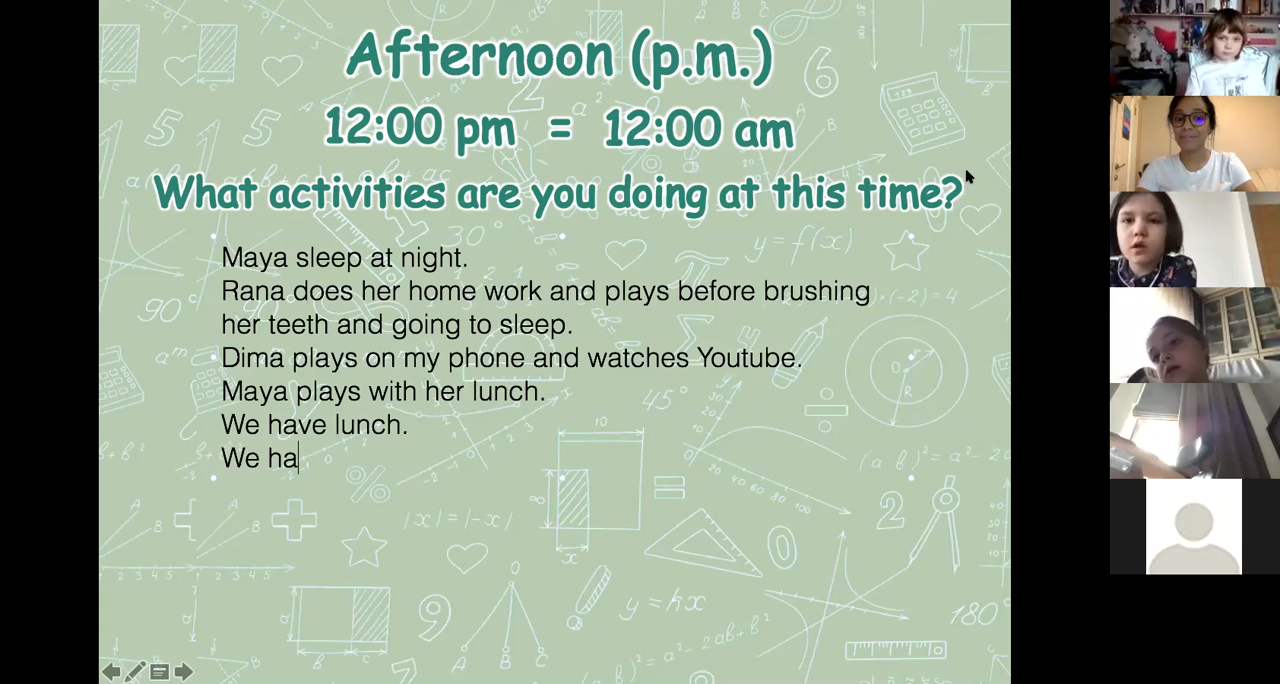 Afternoon (p.m.)
12:00 pm = 12:00 am
What activities are you doing at this time?
Maya sleep at night.
Rana does her home work and plays before brushing
her teeth and going to sleep.
Dima plays on my phone and watches Youtube.
Maya plays with her lunch.
We have lunch.
We ha